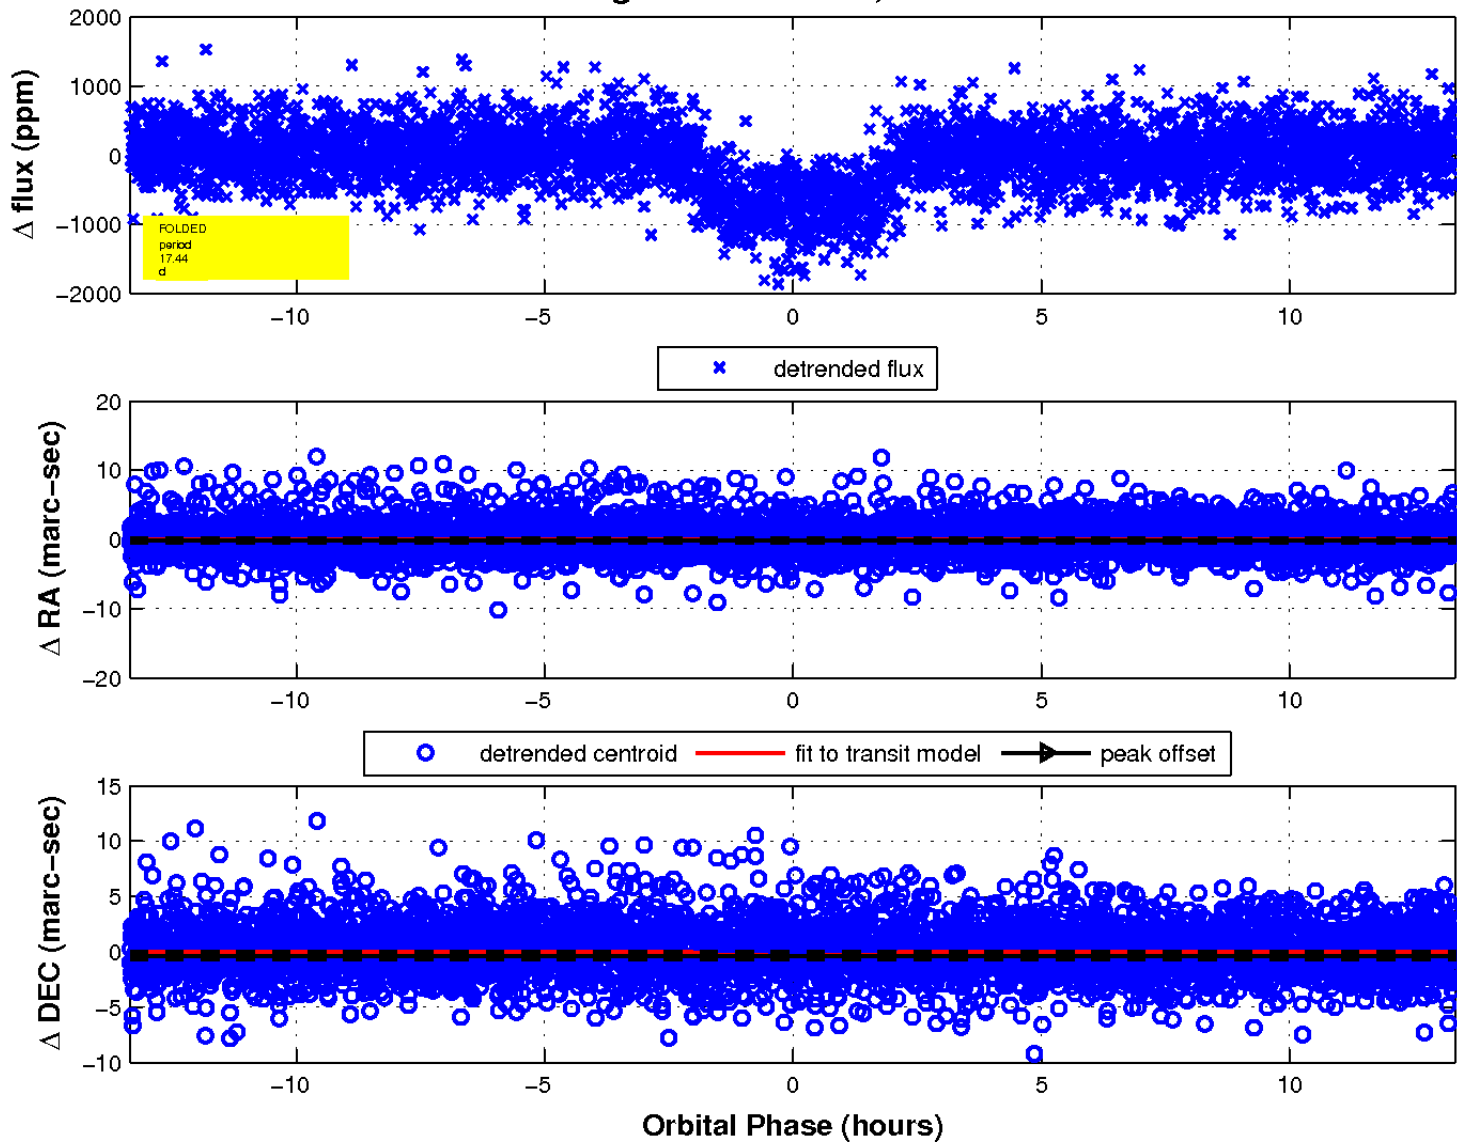 2000
1000
0
−1000
−2000
Δ flux (ppm)
FOLDED
period
17.44
d
−10
−5
0
5
10
detrended flux
20
10
0
−10
−20
Δ RA (marc−sec)
−10
−5
0
5
10
detrended centroid
fit to transit model
peak offset
15
10
5
0
−5
−10
Δ DEC (marc−sec)
−10
−5
0
5
10
Orbital Phase (hours)